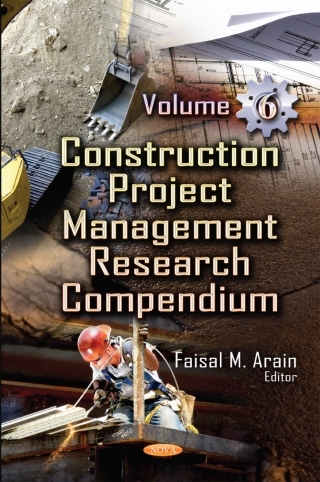 Volume 6
Construction
Project
Management
Research
Compendium
Faisal M. Arain
Editor
NOVA